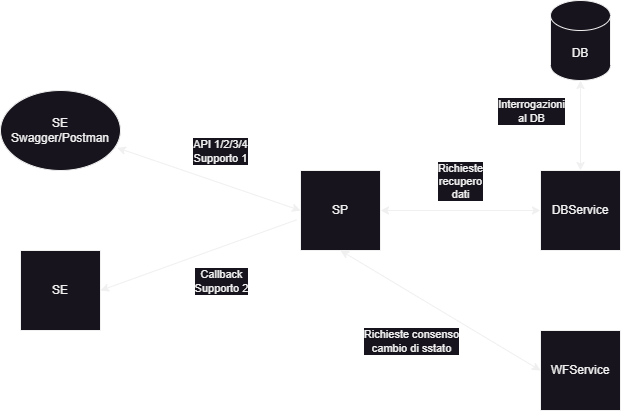 DB
Interrogazioni
al DB
SE
Swagger/Postman
API 1/2/3/4
Supporto 1
Richieste
recupero
dati
SP
DBService
SE
Callback
Supporto 2
Richieste consenso
cambio di sstato
WFService